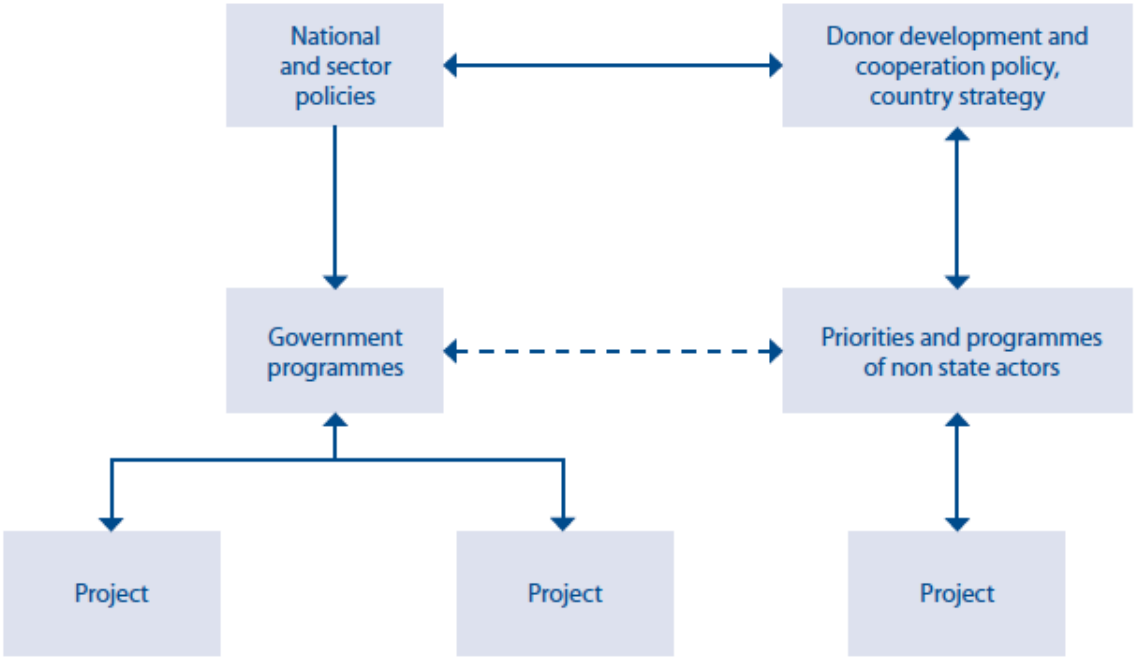 National
and sector
policies
Donor development and
cooperation policy,
country strategy
Government
programmes
Priorities and programmes
of non state actors
Project
Project
Project